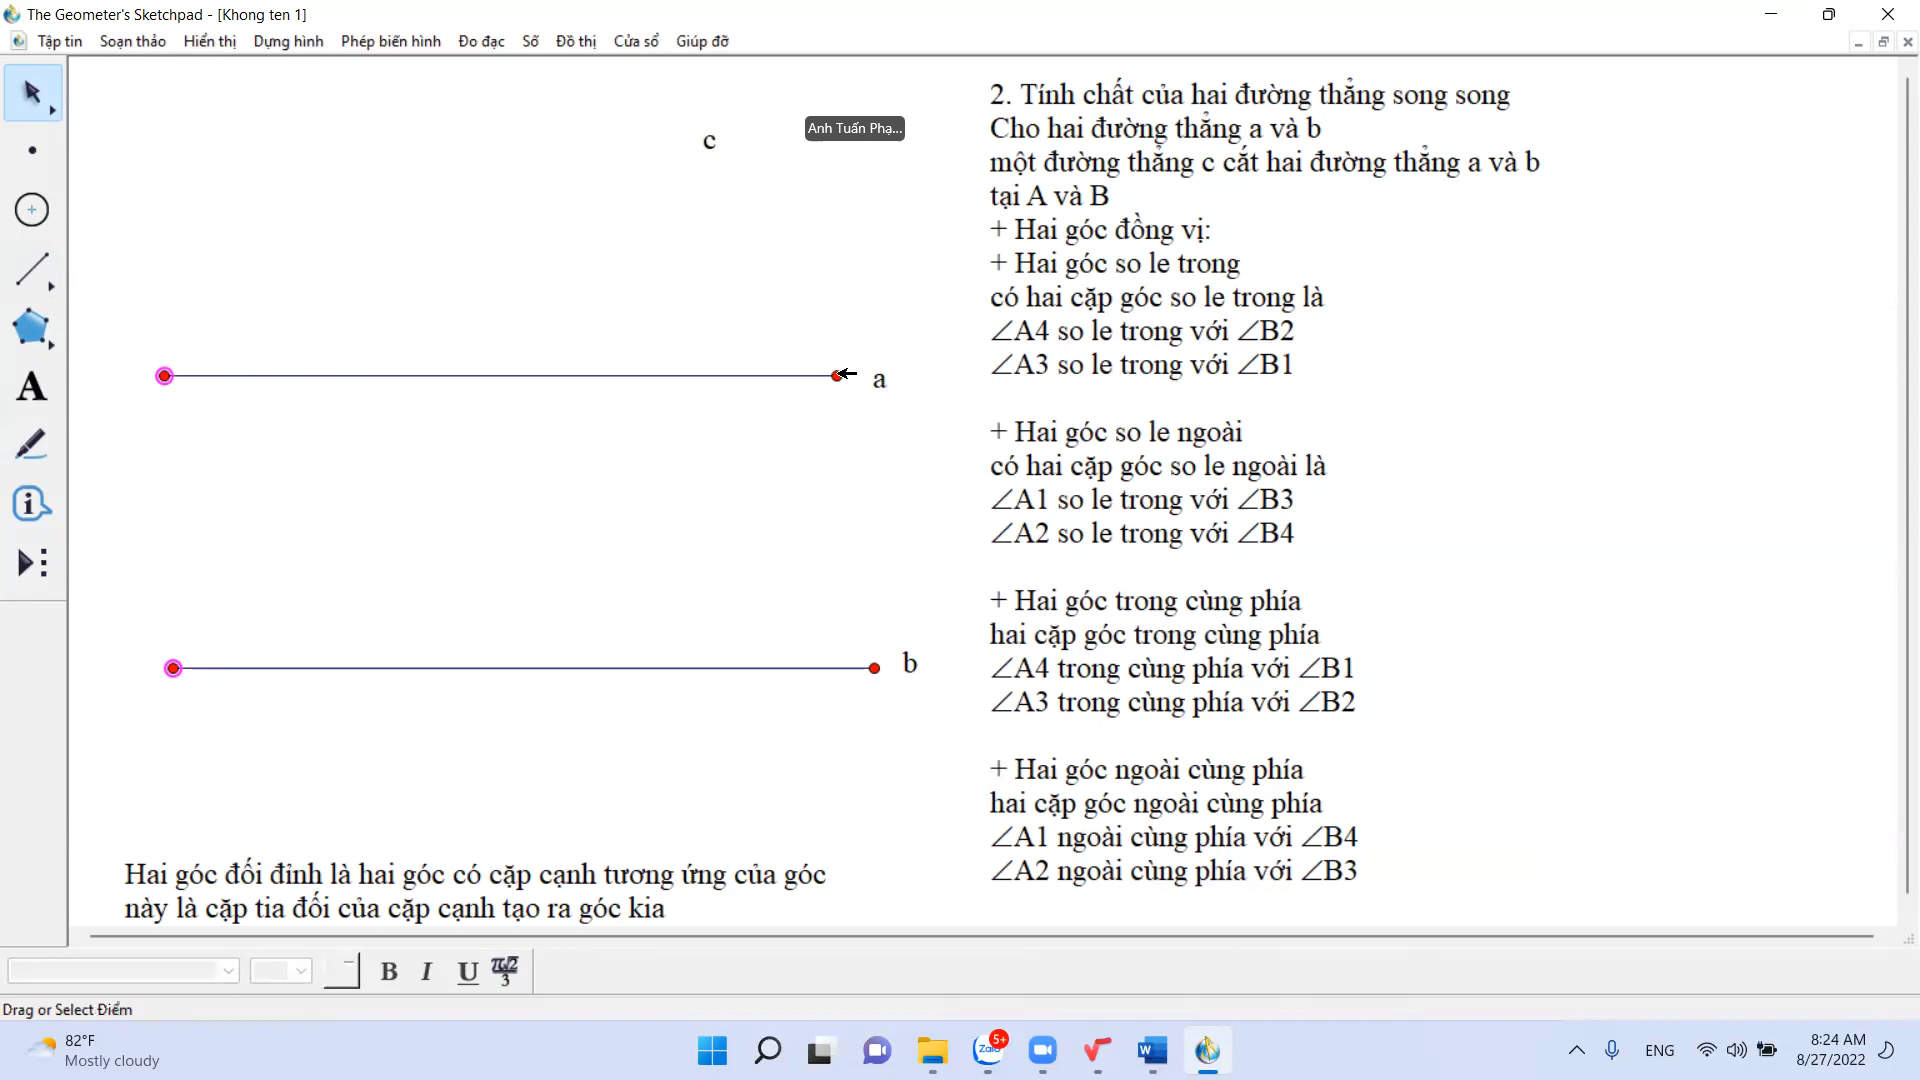 The Geometer's Sketchpad - [Khong ten 1]
Tập tin Soạn thảo Hiển thị Dựng hình Phép biến hình Đo đạc Số Đồ thị Cửa sổ Giúp đỡ
c
Anh Tuấn Phạ...
a
b
Hai góc đối đỉnh là hai góc có cặp cạnh tương ứng của góc
này là cặp tia đối của cặp cạnh tạo ra góc kia
2. Tính chất của hai đường thẳng song song
Cho hai đường thẳng a và b
một đường thẳng c cắt hai đường thẳng a và b
tại A và B
+ Hai góc đồng vị:
+ Hai góc so le trong
có hai cặp góc so le trong là
∠A4 so le trong với ∠B2
∠A3 so le trong với ∠B1
+ Hai góc so le ngoài
có hai cặp góc so le ngoài là
∠A1 so le trong với ∠B3
∠A2 so le trong với ∠B4
+ Hai góc trong cùng phía
hai cặp góc trong cùng phía
∠A4 trong cùng phía với ∠B1
∠A3 trong cùng phía với ∠B2
+ Hai góc ngoài cùng phía
hai cặp góc ngoài cùng phía
∠A1 ngoài cùng phía với ∠B4
∠A2 ngoài cùng phía với ∠B3
A
B I U π√2/3
Drag or Select Điểm
82°F
Mostly cloudy
Zalo 5+
W
ENG
8:24 AM
8/27/2022